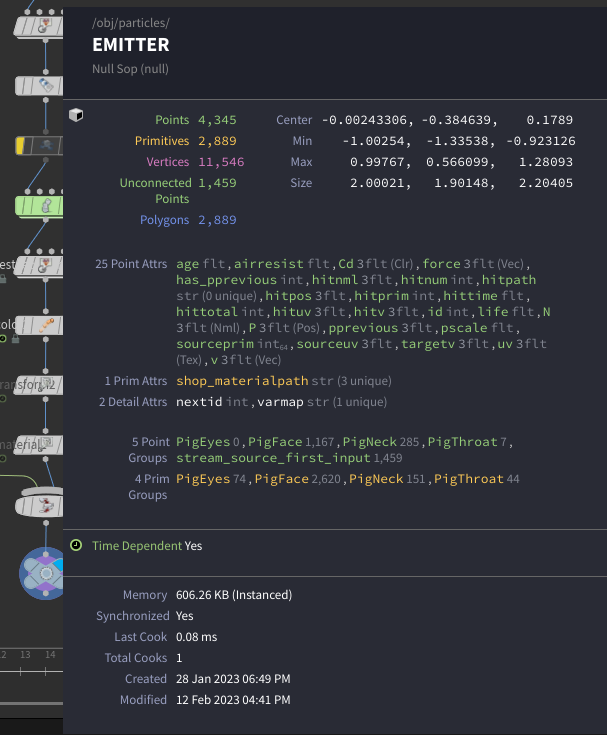 /obj/particles/
EMITTER
Null Sop (null)
Points 4,345 Center -0.00243306, -0.384639, 0.1789
Primitives 2,889 Min -1.00254, -1.33538, -0.923126
Vertices 11,546 Max 0.99767, 0.566099, 1.28093
Unconnected 1,459 Size 2.00021, 1.90148, 2.20405
Points
Polygons 2,889
25 Point Attrs age flt, airresist flt, Cd 3flt (Clr), force 3flt (Vec),
has_pprevious int, hitnml 3flt, hitnum int, hitpath
str (0 unique), hitpos 3flt, hitprim int, hittime flt,
hittotal int, hituv 3flt, hitv 3flt, id int, life flt, N
3flt (Nml), P 3flt (Pos), pprevious 3flt, pscale flt,
sourceprim int64, sourceuv 3flt, targetv 3flt, uv 3flt
(Tex), v 3flt (Vec)
1 Prim Attrs shop_materialpath str (3 unique)
2 Detail Attrs nextid int, varmap str (1 unique)
5 Point PigEyes 0, PigFace 1,167, PigNeck 285, PigThroat 7,
Groups stream_source_first_input 1,459
4 Prim PigEyes 74, PigFace 2,620, PigNeck 151, PigThroat 44
Groups
Time Dependent Yes
Memory 606.26 KB (Instanced)
Synchronized Yes
Last Cook 0.08 ms
Total Cooks 1
Created 28 Jan 2023 06:49 PM
Modified 12 Feb 2023 04:41 PM
est
13 14